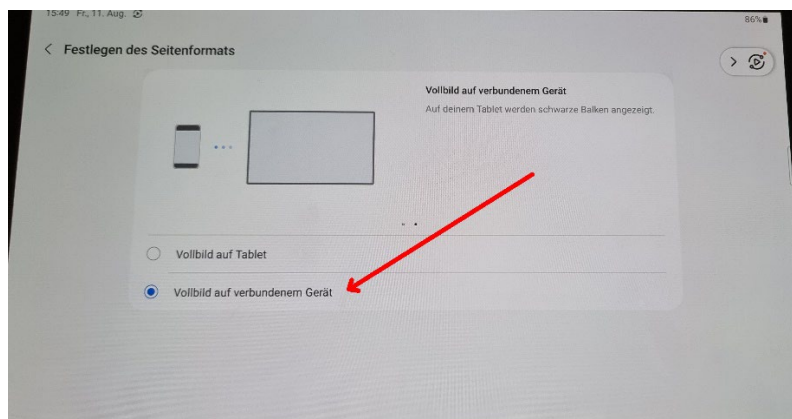 15:49 Fr., 11. Aug.
86%
Festlegen des Seitenformats
Vollbild auf verbundenem Gerät
Auf deinem Tablet werden schwarze Balken angezeigt.
Vollbild auf Tablet
Vollbild auf verbundenem Gerät